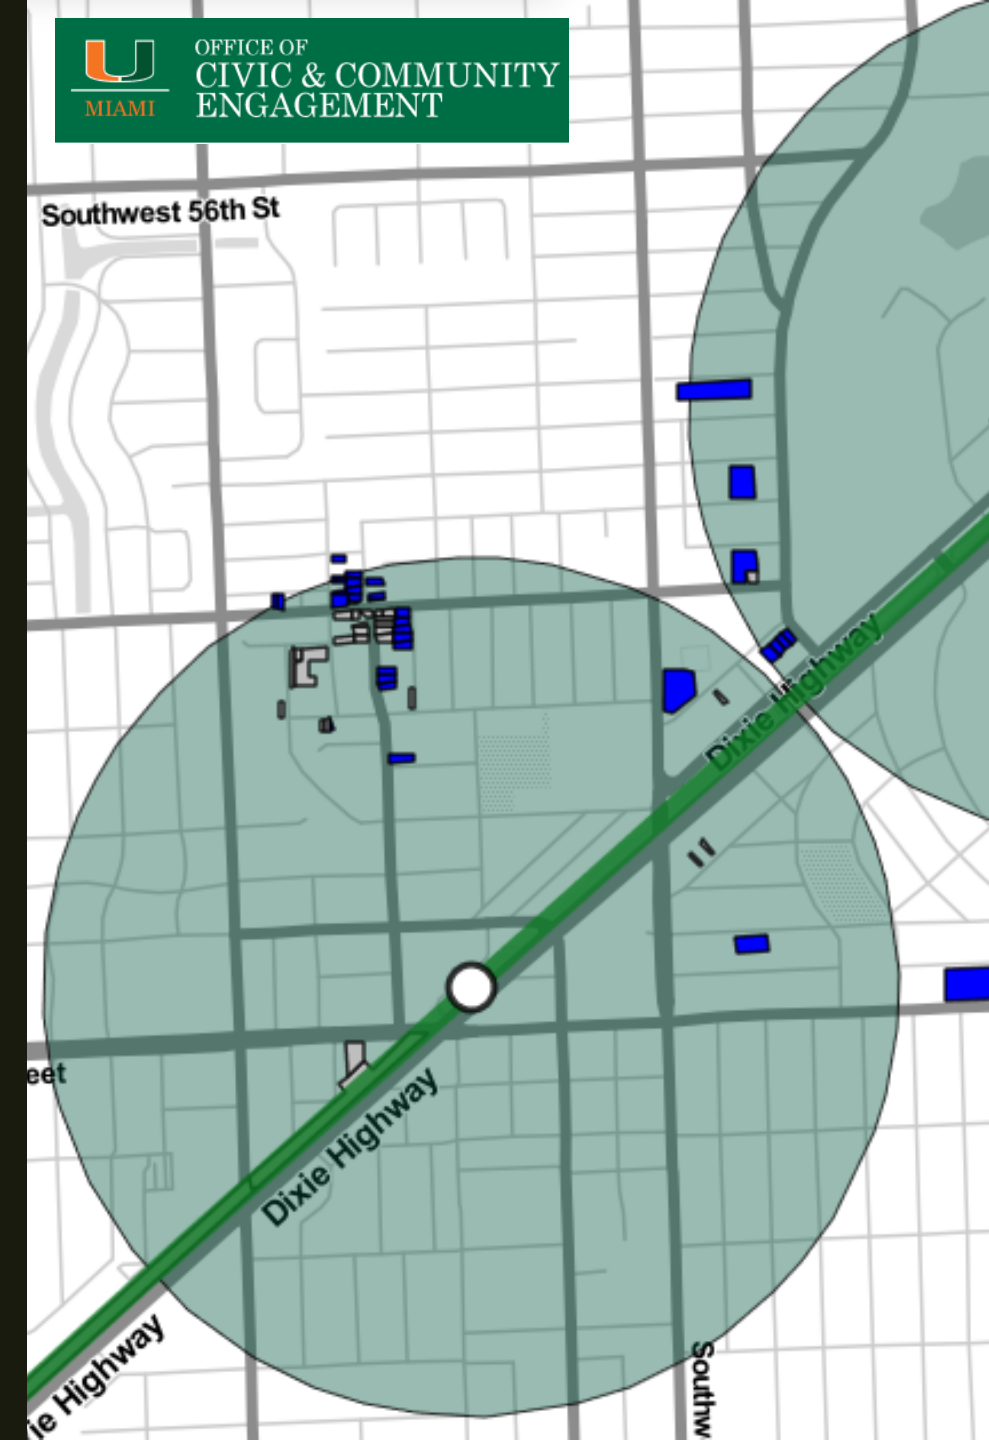 OFFICE OF
CIVIC & COMMUNITY
ENGAGEMENT
MIAMI
Southwest 56th St
Dixie Highway
eet
Dixie Highway
ie Highway
Southw